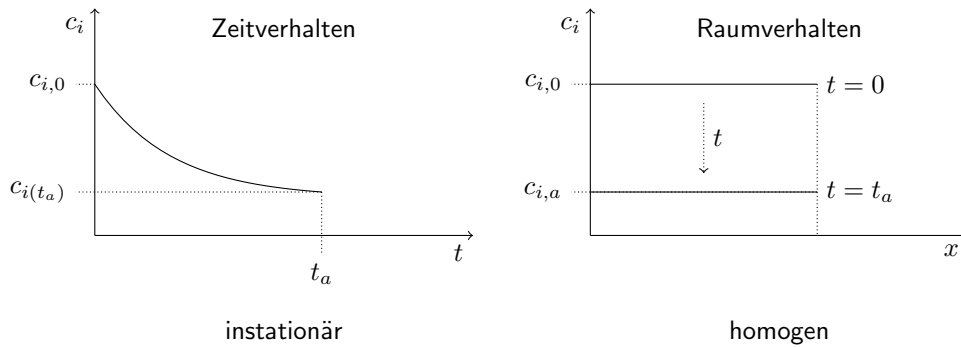 c_i Zeitverhalten
c_{i,0}
c_{i(t_a)}
t
t_a
instationär
c_i Raumverhalten
c_{i,0} t = 0
t
c_{i,a} t = t_a
x
homogen